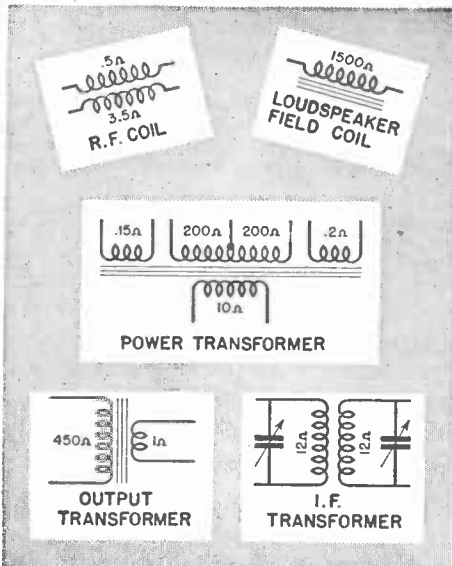 .5Ω
3.5Ω
R.F. COIL
1500Ω
LOUDSPEAKER
FIELD COIL
.15Ω 200Ω 200Ω .2Ω
10Ω
POWER TRANSFORMER
450Ω 1Ω
OUTPUT
TRANSFORMER
12Ω 12Ω
I.F.
TRANSFORMER